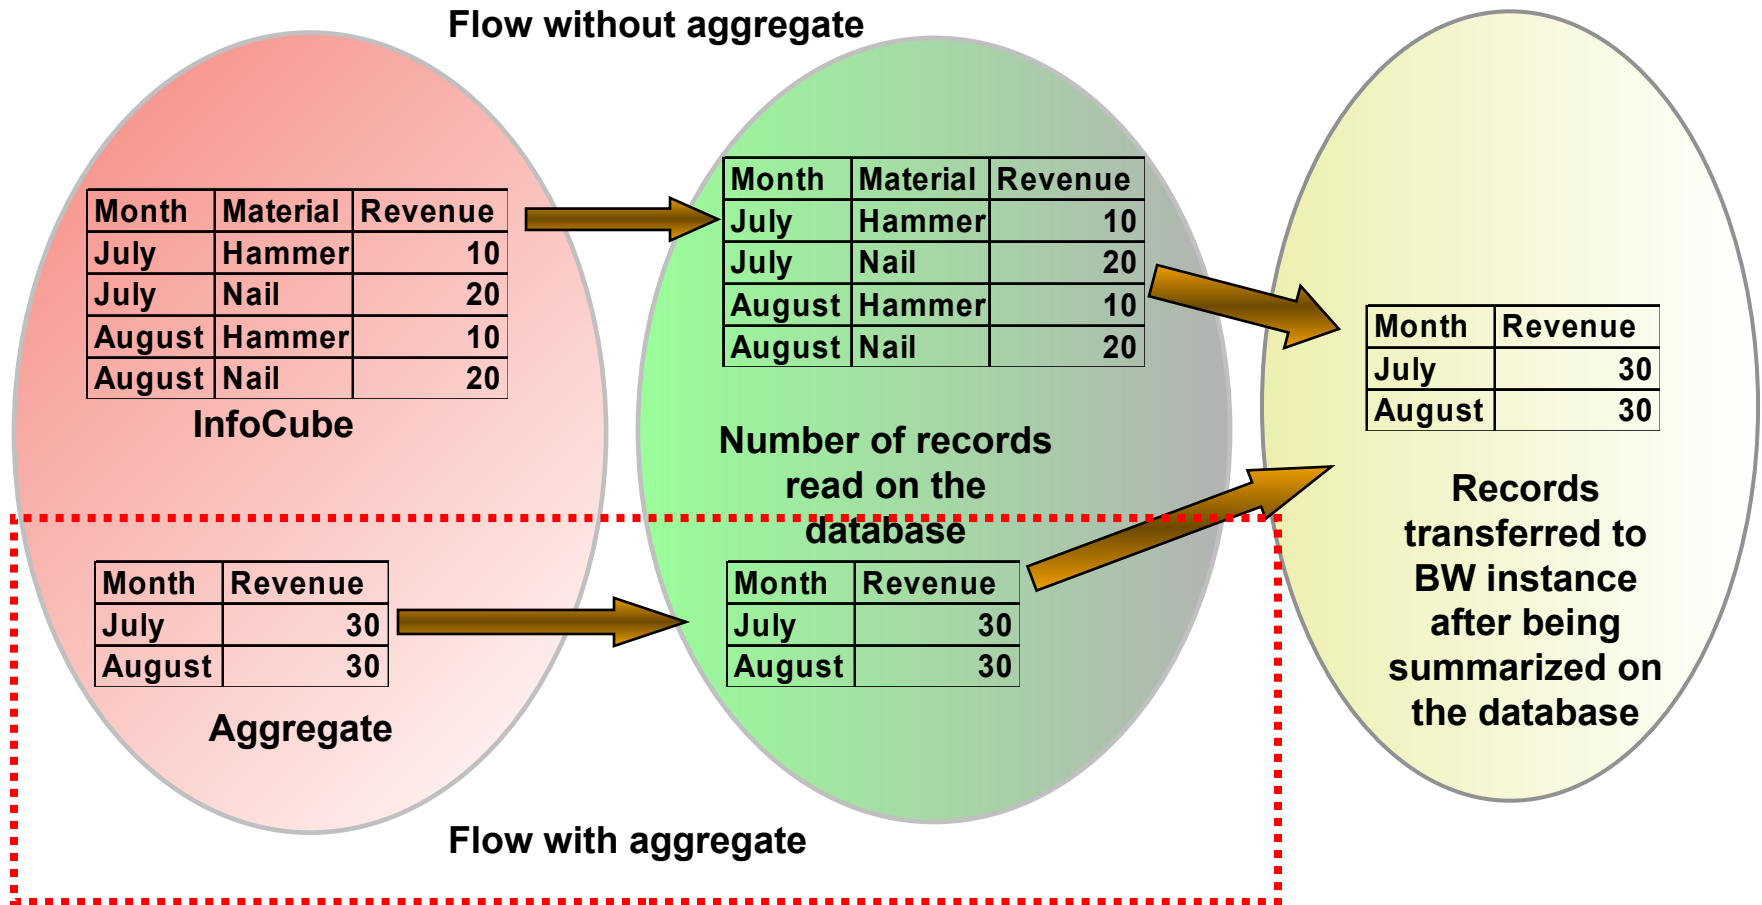 Flow without aggregate
Month Material Revenue
July Hammer 10
July Nail 20
August Hammer 10
August Nail 20
InfoCube
Month Material Revenue
July Hammer 10
July Nail 20
August Hammer 10
August Nail 20
Number of records
read on the
database
Month Revenue
July 30
August 30
Records
transferred to
BW instance
after being
summarized on
the database
Month Revenue
July 30
August 30
Aggregate
Month Revenue
July 30
August 30
Flow with aggregate